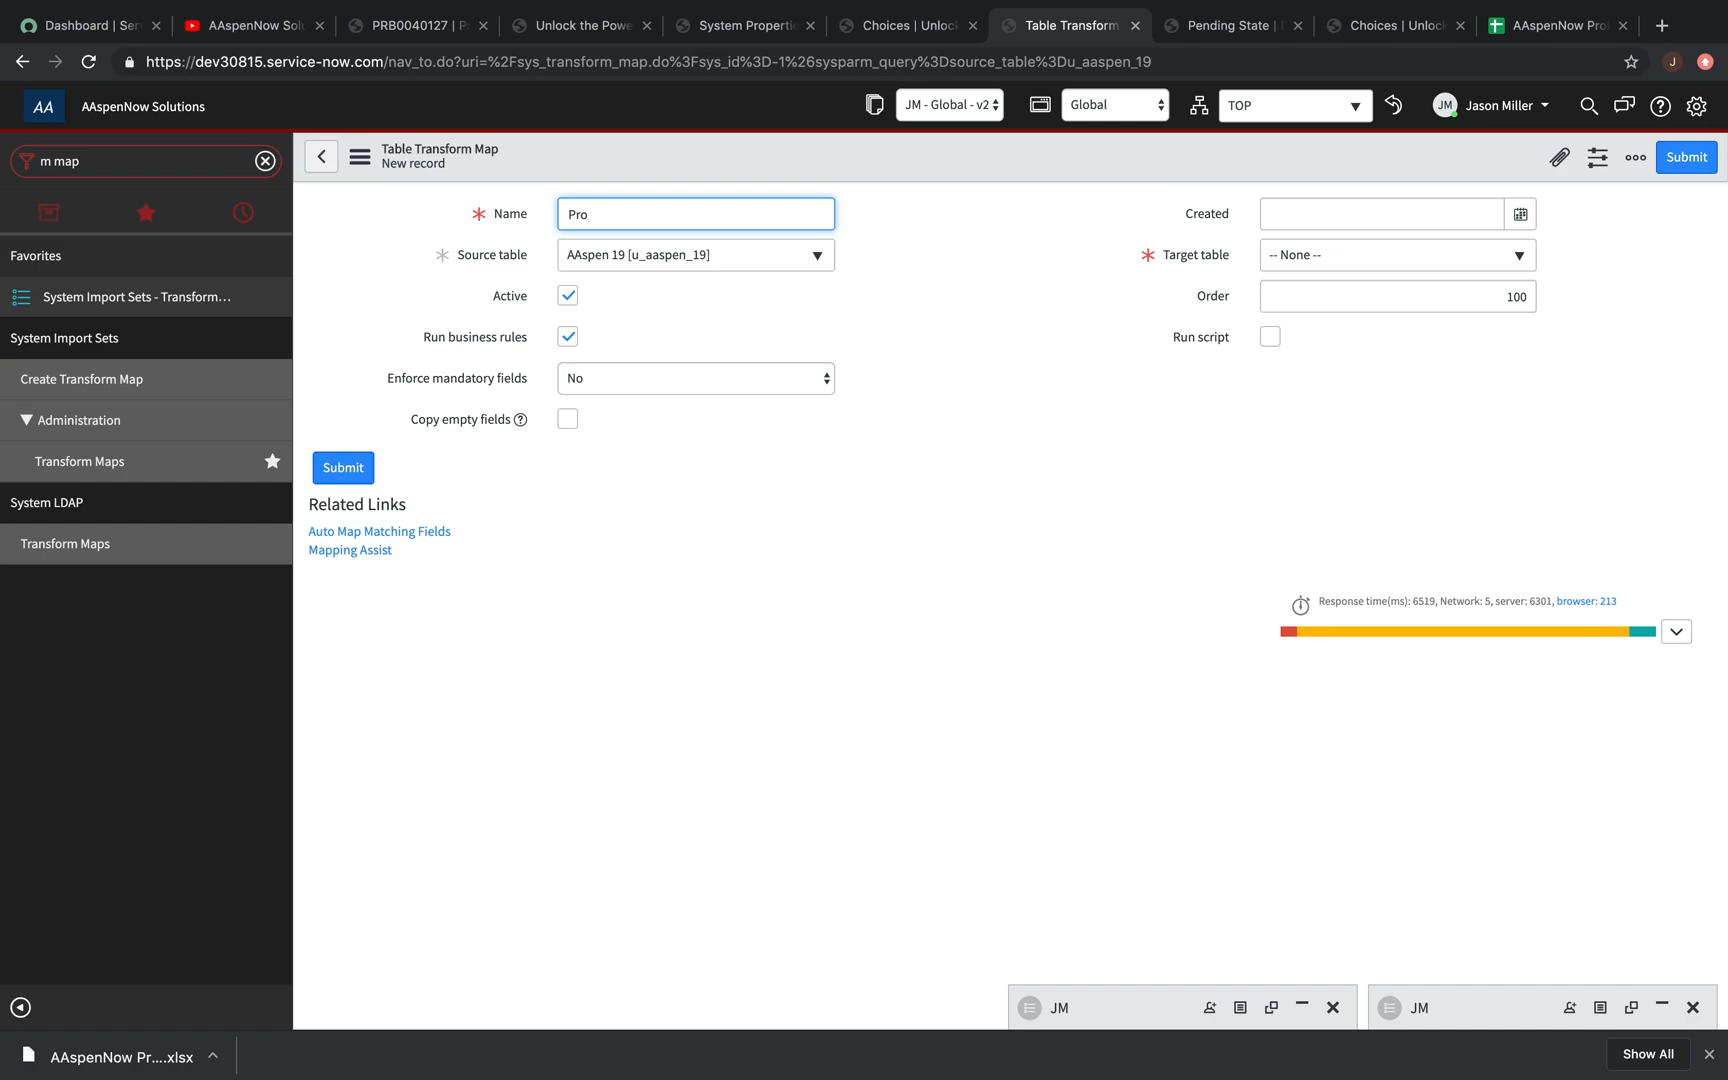 Dashboard | Ser
AAspenNow Solu
PRB0040127 | P
Unlock the Powe
System Properti
Choices | Unlock
Table Transform
Pending State |
Choices | Unlock
AAspenNow Pro
https://dev30815.service-now.com/nav_to.do?uri=%2Fsys_transform_map.do%3Fsys_id%3D-1%26sysparm_query%3Dsource_table%3Du_aaspen_19
J
AA
AAspenNow Solutions
JM - Global - v2
Global
TOP
JM
Jason Miller
m map
Table Transform Map
New record
Submit
Favorites
System Import Sets - Transform...
System Import Sets
Create Transform Map
Administration
Transform Maps
System LDAP
Transform Maps
Name
Pro
Created
Source table
AAspen 19 [u_aaspen_19]
Target table
-- None --
Active
Order
100
Run business rules
Run script
Enforce mandatory fields
No
Copy empty fields
Submit
Related Links
Auto Map Matching Fields
Mapping Assist
Response time(ms): 6519, Network: 5, server: 6301, browser: 213
JM
JM
AAspenNow Pr....xlsx
Show All